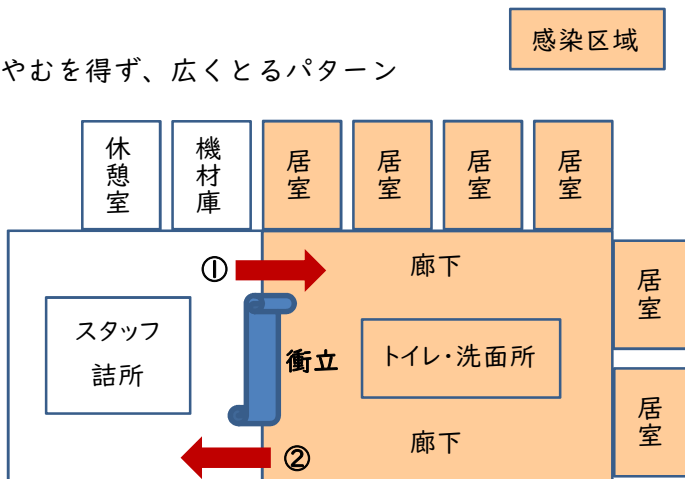 感染区域
やむを得ず、広くとるパターン
休憩室
機材庫
居室
居室
居室
居室
①
廊下
居室
スタッフ
詰所
衝立
トイレ・洗面所
居室
②
廊下